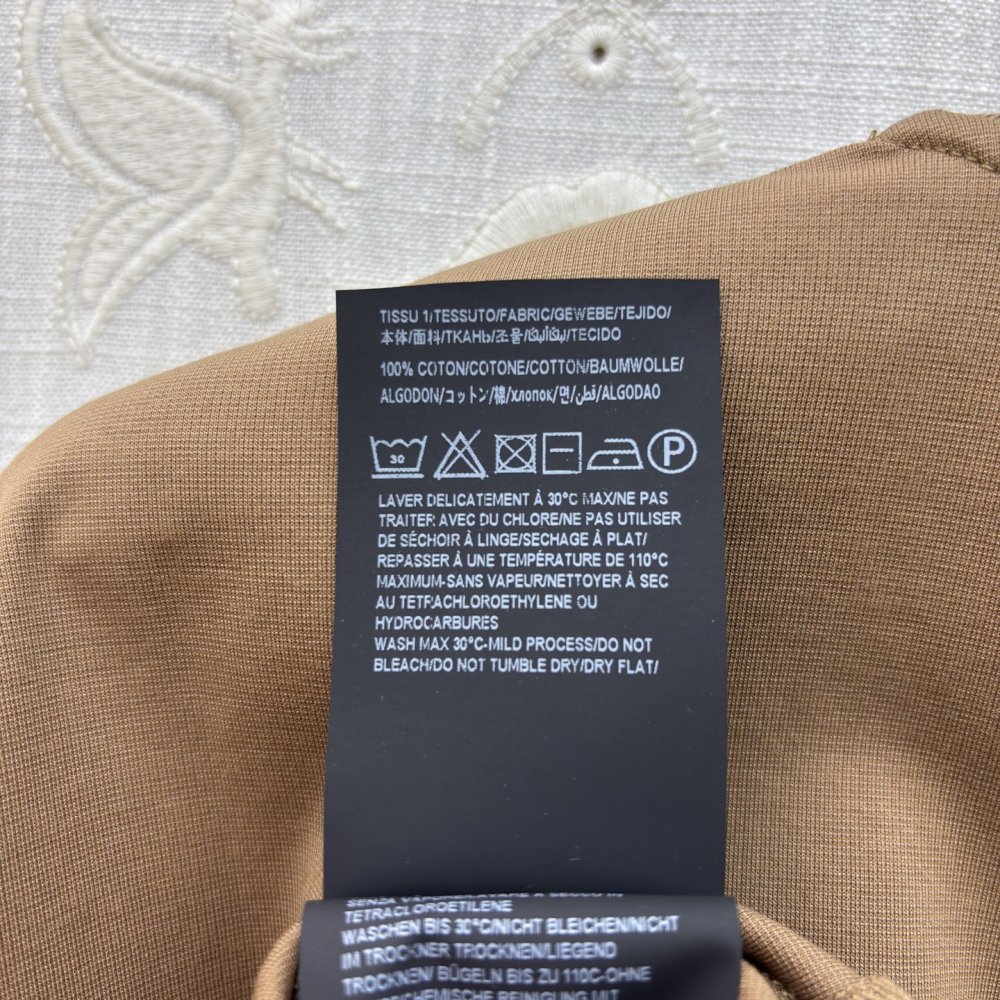 TISSU 1/TESSUTO/FABRIC/GEWEBE/TEJIDO/
本体/面料/ТКАНЬ/조울/TECIDO
100% COTON/COTONE/COTTON/BAUMWOLLE/
ALGODON/コットン/棉/хлопок/면/قطن/ALGODAO
30
P
LAVER DELICATEMENT À 30°C MAX/NE PAS
TRAITER AVEC DU CHLORE/NE PAS UTILISER
DE SÉCHOIR À LINGE/SECHAGE À PLAT/
REPASSER À UNE TEMPÉRATURE DE 110°C
MAXIMUM-SANS VAPEUR/NETTOYER À SEC
AU TETRACHLOROETHYLENE OU
HYDROCARBURES
WASH MAX 30°C-MILD PROCESS/DO NOT
BLEACH/DO NOT TUMBLE DRY/DRY FLAT/
TETRACLOROETILENE
WASCHEN BIS 30°C/NICHT BLEICHEN/NICHT
IM TROCKNER TROCKNEN/LIEGEND
TROCKNEN/ BÜGELN BIS ZU 110C-OHNE
REINIGUNG MIT